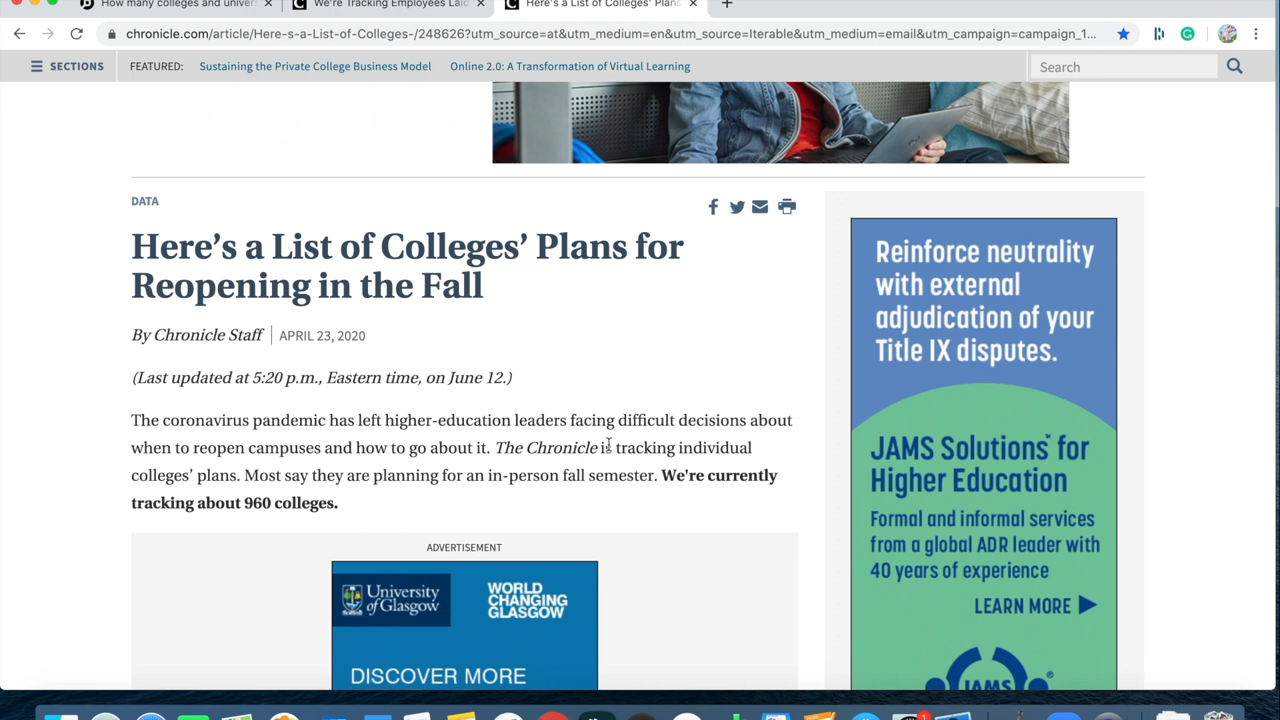 How many colleges and univer
We're Tracking Employees Laid
Here's a List of Colleges' Plans
chronicle.com/article/Here-s-a-List-of-Colleges-/248626?utm_source=at&utm_medium=en&utm_source=Iterable&utm_medium=email&utm_campaign=campaign_1...
SECTIONS
FEATURED:
Sustaining the Private College Business Model
Online 2.0: A Transformation of Virtual Learning
Search
DATA
Here's a List of Colleges' Plans for
Reopening in the Fall
By Chronicle Staff | APRIL 23, 2020
(Last updated at 5:20 p.m., Eastern time, on June 12.)
The coronavirus pandemic has left higher-education leaders facing difficult decisions about
when to reopen campuses and how to go about it. The Chronicle is tracking individual
colleges' plans. Most say they are planning for an in-person fall semester. We're currently
tracking about 960 colleges.
ADVERTISEMENT
University
of Glasgow
WORLD
CHANGING
GLASGOW
DISCOVER MORE
Reinforce neutrality
with external
adjudication of your
Title IX disputes.
JAMS Solutions℠ for
Higher Education
Formal and informal services
from a global ADR leader with
40 years of experience
LEARN MORE
JAMS